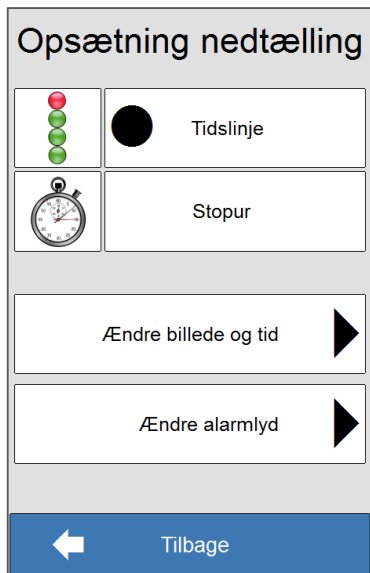 Opsætning nedtælling
Tidslinje
Stopur
Ændre billede og tid
Ændre alarmlyd
Tilbage